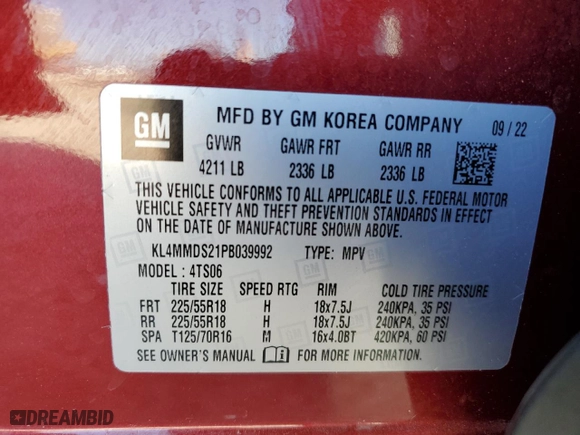 GM
MFD BY GM KOREA COMPANY 09/22
GVWR GAWR FRT GAWR RR
4211 LB 2336 LB 2336 LB
THIS VEHICLE CONFORMS TO ALL APPLICABLE U.S. FEDERAL MOTOR
VEHICLE SAFETY AND THEFT PREVENTION STANDARDS IN EFFECT
ON THE DATE OF MANUFACTURE SHOWN ABOVE.
KL4MMDS21PB039992 TYPE: MPV
MODEL: 4TS06
TIRE SIZE SPEED RTG RIM COLD TIRE PRESSURE
FRT 225/55R18 H 18x7.5J 240KPA, 35 PSI
RR 225/55R18 H 18x7.5J 240KPA, 35 PSI
SPA T125/70R16 M 16x4.0BT 420KPA, 60 PSI
SEE OWNER'S MANUAL i FOR MORE INFORMATION.
DREAMBID